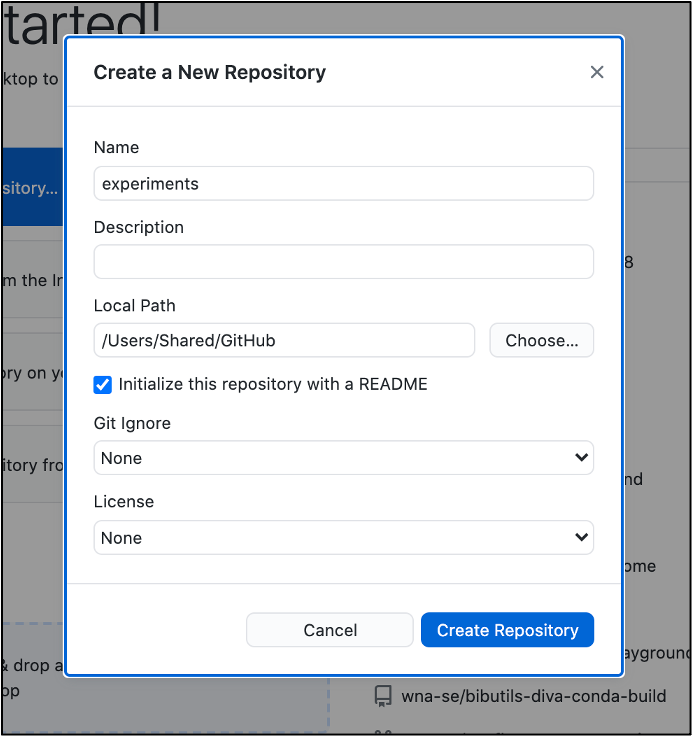 tarted!
ktop to
sitory...
m the In
ory on yo
itory fro
& drop a
op
Create a New Repository
Name
experiments
Description
Local Path
/Users/Shared/GitHub
Choose...
Initialize this repository with a README
Git Ignore
None
License
None
Cancel
Create Repository
8
nd
ome
ayground
wna-se/bibutils-diva-conda-build